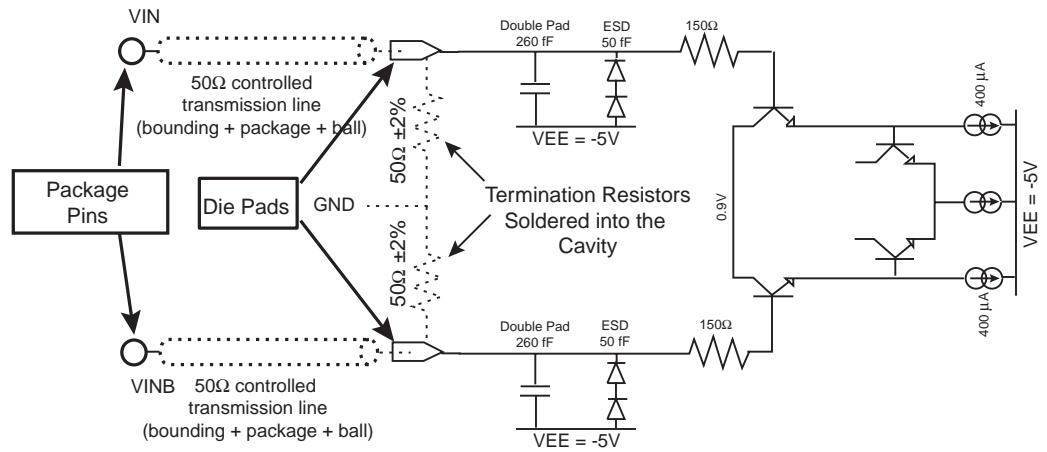 VIN
50Ω controlled
transmission line
(bounding + package + ball)
Double Pad
260 fF
ESD
50 fF
150Ω
VEE = -5V
400 µA
50Ω ±2%
Package
Pins
Die Pads
GND
Termination Resistors
Soldered into the
Cavity
0.9V
VEE = -5V
50Ω ±2%
400 µA
Double Pad
260 fF
ESD
50 fF
150Ω
VINB
50Ω controlled
transmission line
(bounding + package + ball)
VEE = -5V